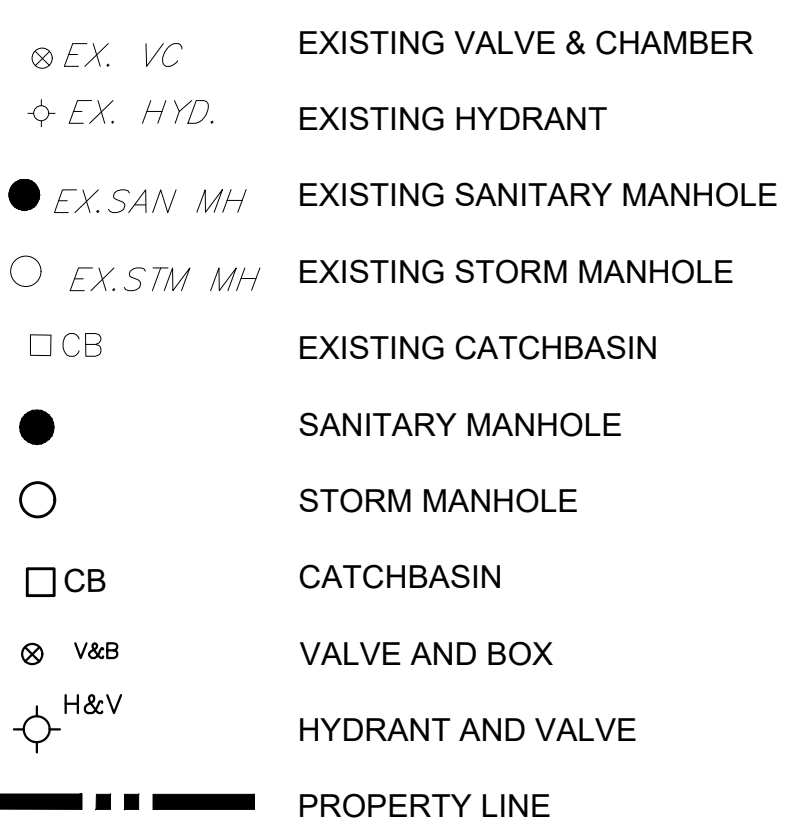 EX. VC EXISTING VALVE & CHAMBER
EX. HYD. EXISTING HYDRANT
EX.SAN MH EXISTING SANITARY MANHOLE
EX.STM MH EXISTING STORM MANHOLE
CB EXISTING CATCHBASIN
SANITARY MANHOLE
STORM MANHOLE
CB CATCHBASIN
V&B VALVE AND BOX
H&V HYDRANT AND VALVE
PROPERTY LINE